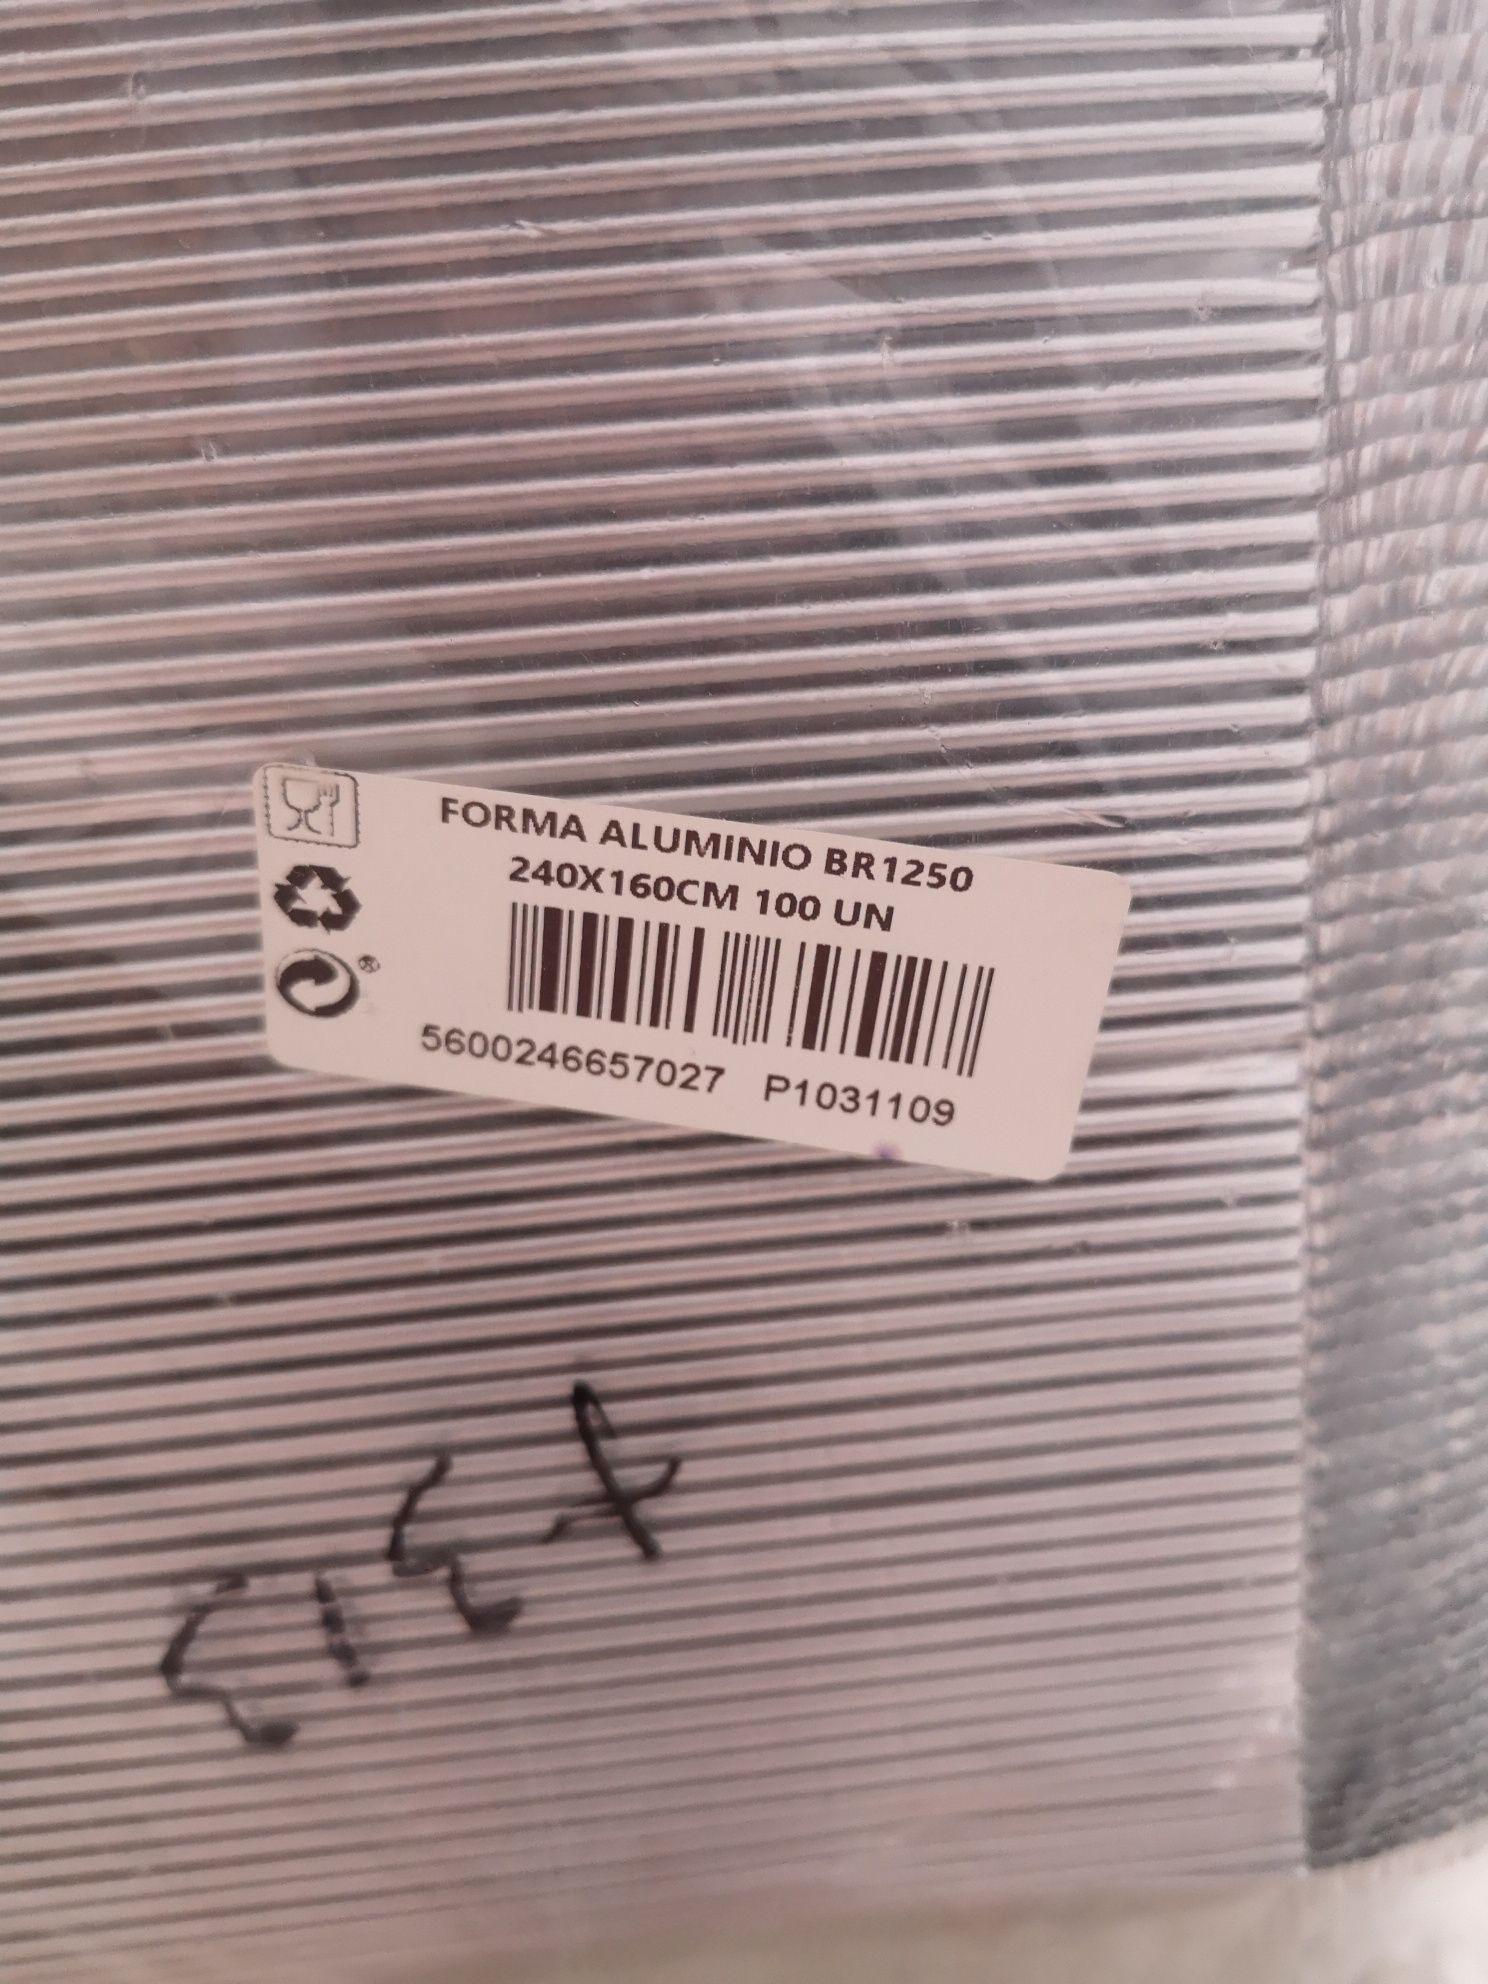 FORMA ALUMINIO BR1250
240X160CM 100 UN
5600246657027 P1031109